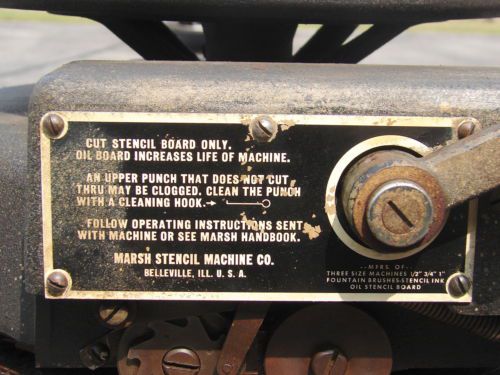 CUT STENCIL BOARD ONLY.
OIL BOARD INCREASES LIFE OF MACHINE.
AN UPPER PUNCH THAT DOES NOT CUT
THRU MAY BE CLOGGED. CLEAN THE PUNCH
WITH A CLEANING HOOK.→
FOLLOW OPERATING INSTRUCTIONS SENT
WITH MACHINE OR SEE MARSH HANDBOOK.
MARSH STENCIL MACHINE CO.
BELLEVILLE, ILL. U. S. A.
-MFRS. OF-
THREE SIZE MACHINES 1/2" 3/4" 1"
FOUNTAIN BRUSHES-STENCIL INK
OIL STENCIL BOARD